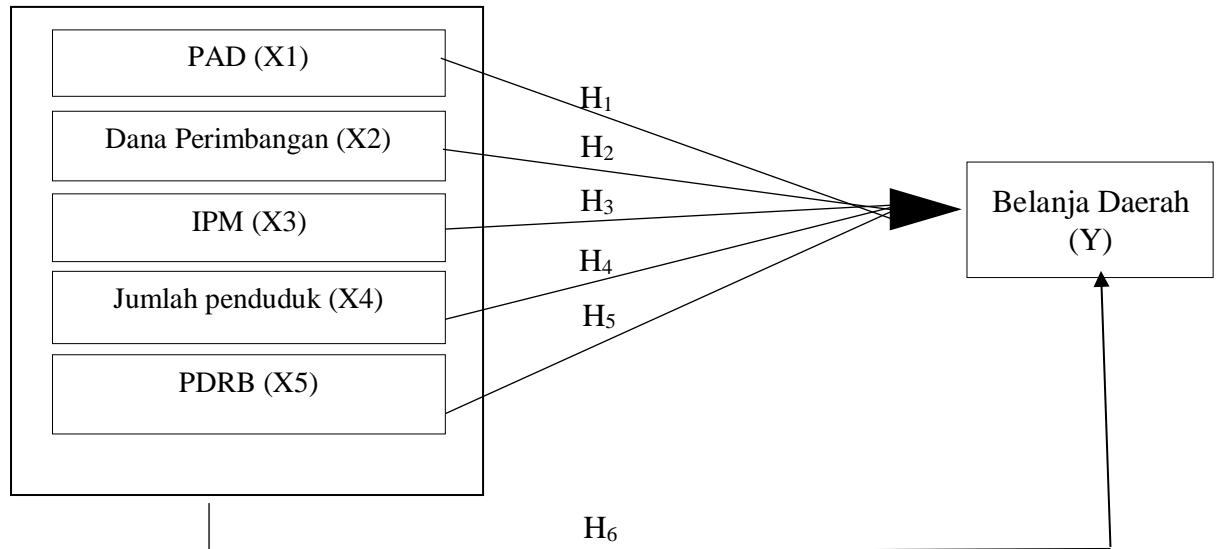 PAD (X1)
Dana Perimbangan (X2)
IPM (X3)
Jumlah penduduk (X4)
PDRB (X5)
H₁
H₂
H₃
H₄
H₅
Belanja Daerah
(Y)
H₆